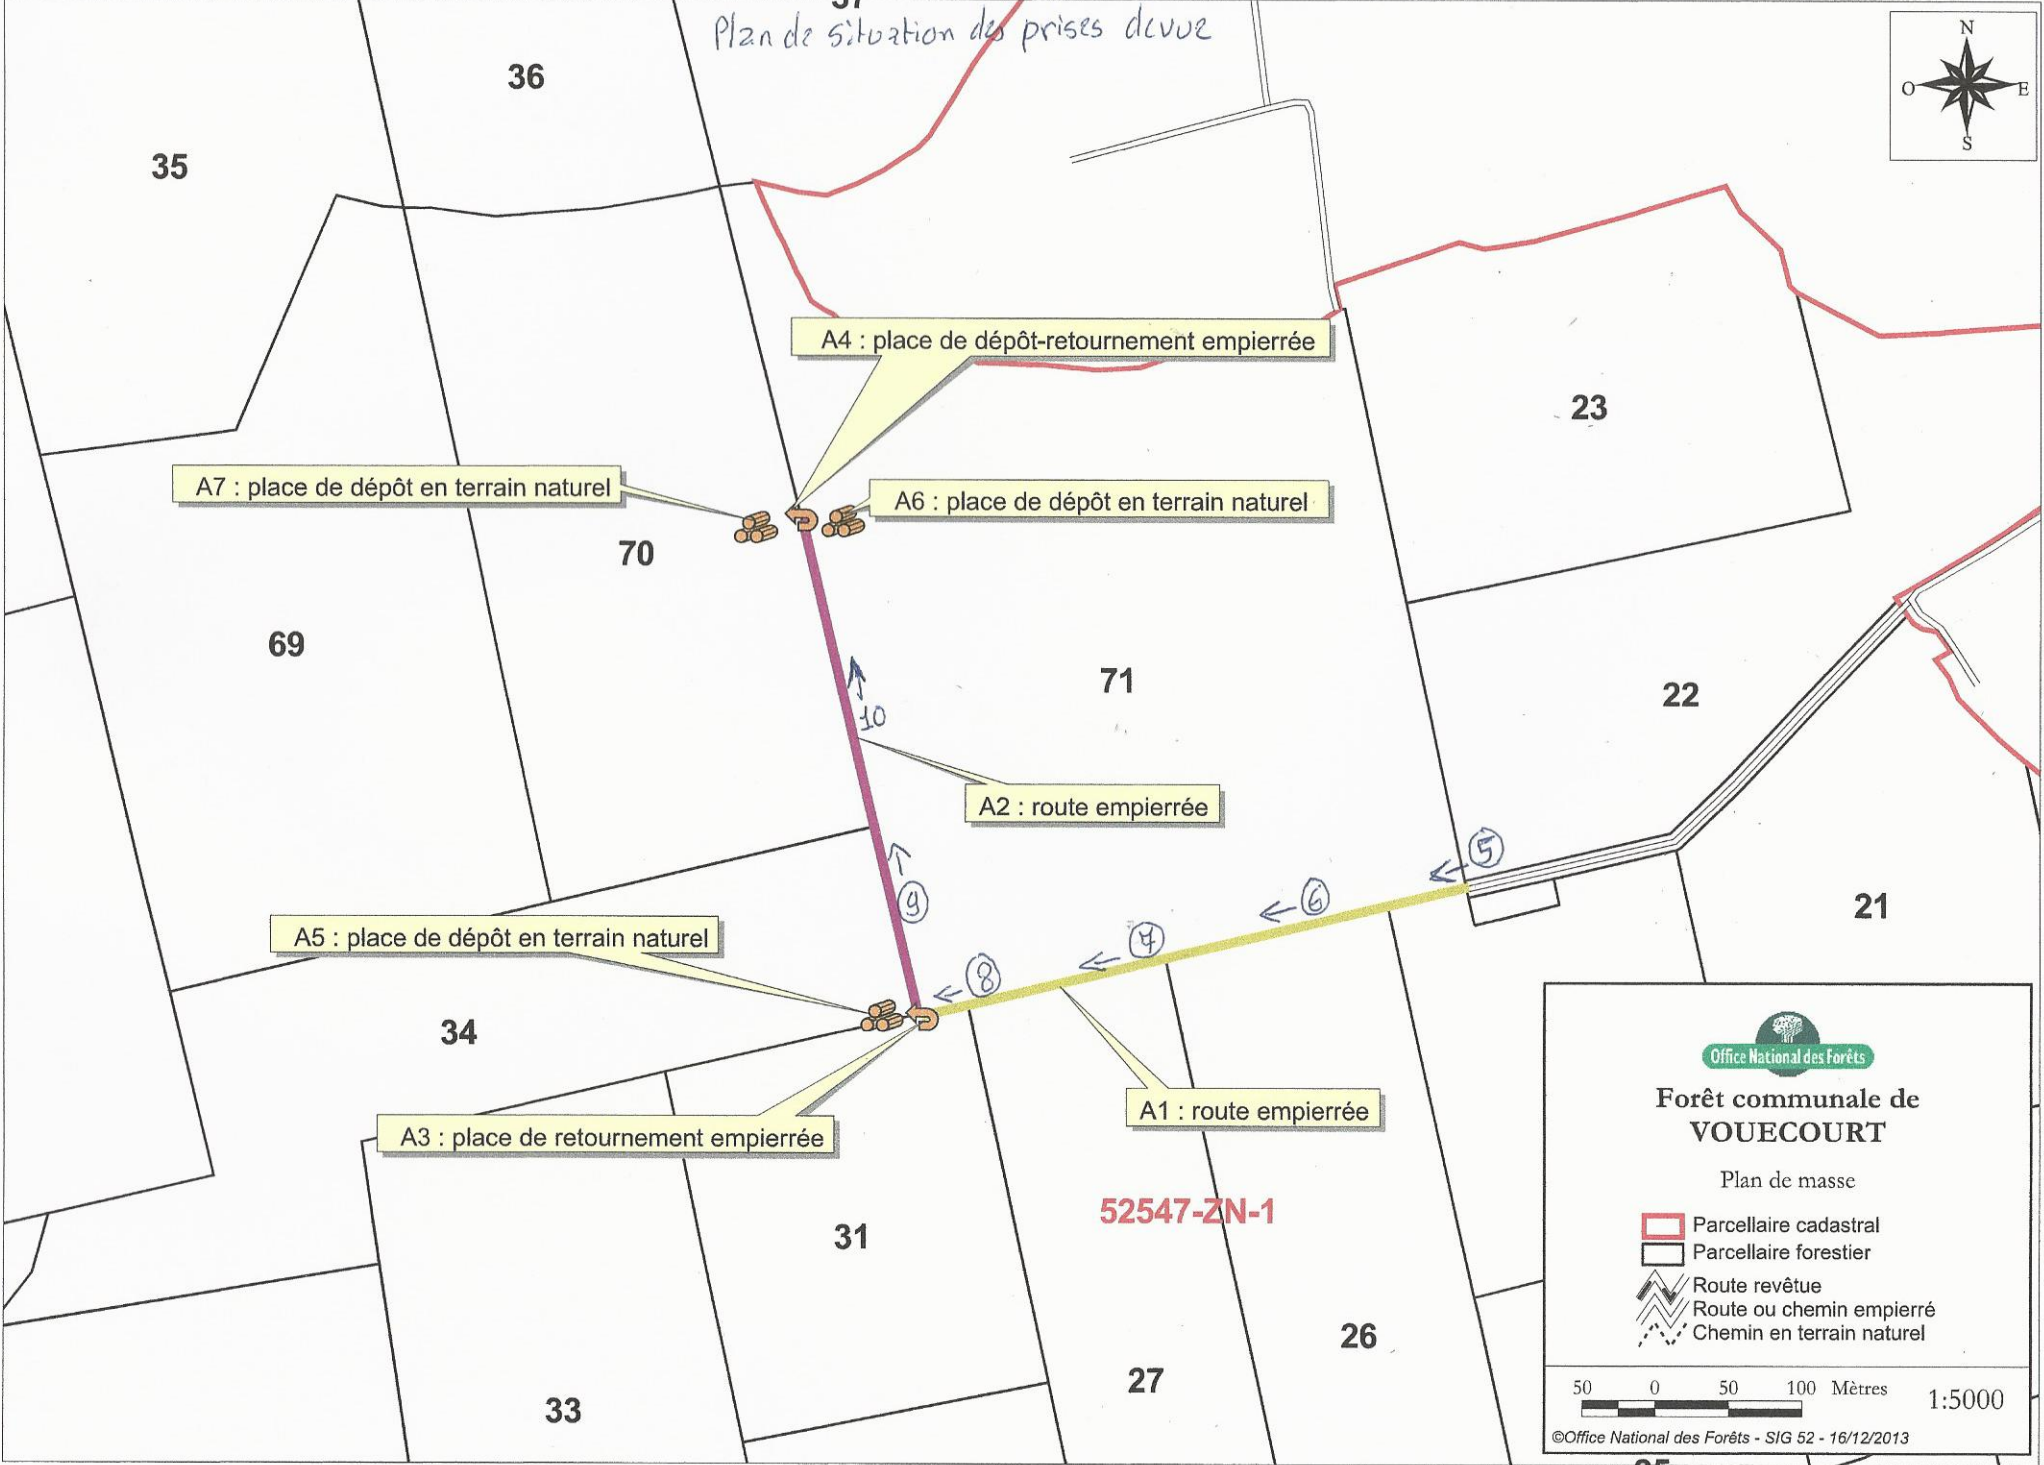 37
Plan de situation des prises de vue
36
35
N
O
E
S
A4 : place de dépôt-retournement empierrée
23
A7 : place de dépôt en terrain naturel
A6 : place de dépôt en terrain naturel
70
69
71
22
10
A2 : route empierrée
5
6
9
21
7
A5 : place de dépôt en terrain naturel
8
34
A1 : route empierrée
A3 : place de retournement empierrée
52547-ZN-1
31
26
27
33
Office National des Forêts
Forêt communale de
VOUECOURT
Plan de masse
Parcellaire cadastral
Parcellaire forestier
Route revêtue
Route ou chemin empierré
Chemin en terrain naturel
50 0 50 100 Mètres
1:5000
©Office National des Forêts - SIG 52 - 16/12/2013